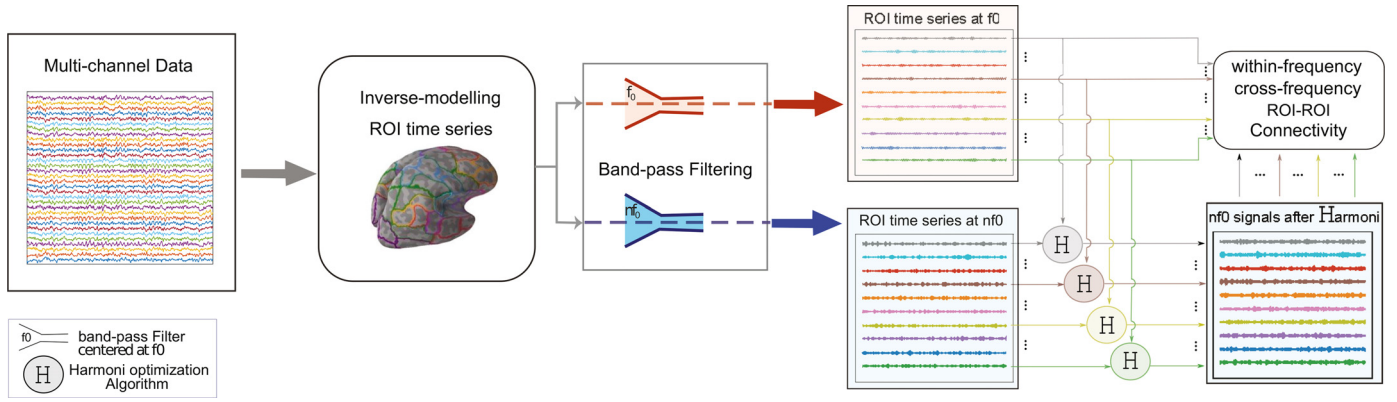 Multi-channel Data
Inverse-modelling
ROI time series
f₀
Band-pass Filtering
nf₀
ROI time series at f0
ROI time series at nf0
H
H
H
H
within-frequency
cross-frequency
ROI-ROI
Connectivity
nf0 signals after Harmoni
f0
band-pass Filter
centered at f0
H
Harmoni optimization
Algorithm